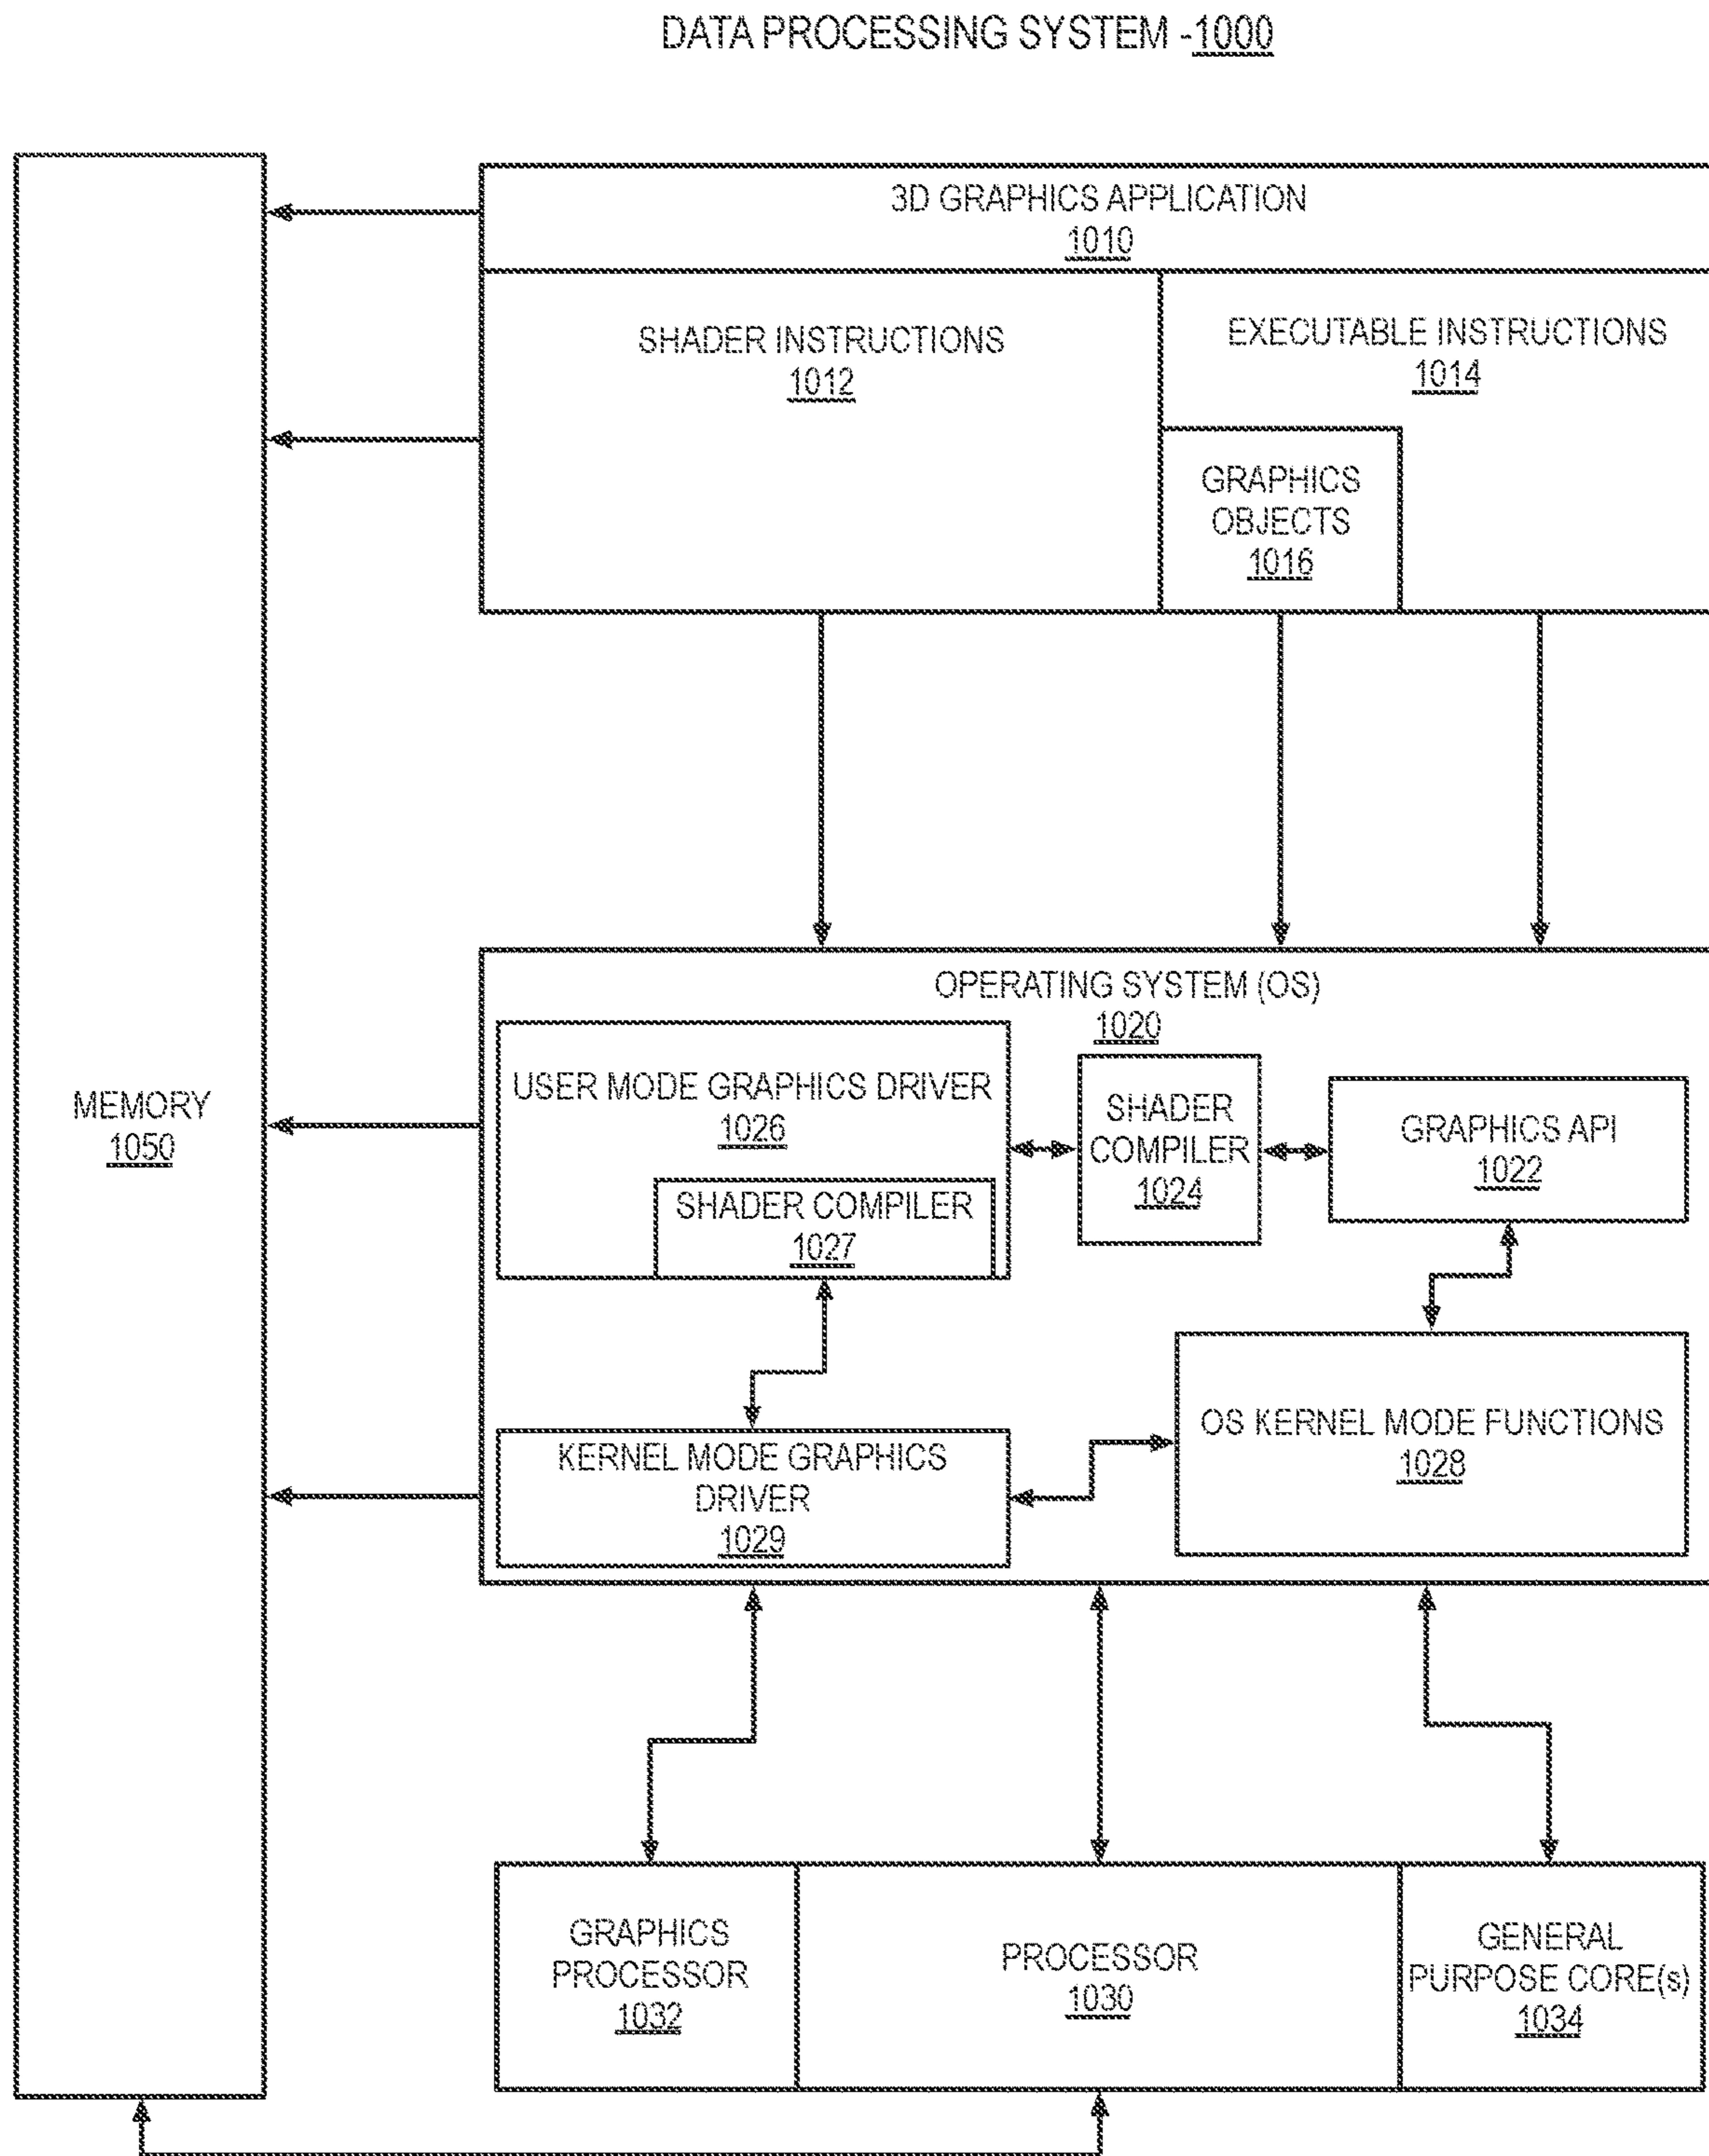 DATA PROCESSING SYSTEM -1000
3D GRAPHICS APPLICATION
1010
SHADER INSTRUCTIONS
1012
EXECUTABLE INSTRUCTIONS
1014
GRAPHICS
OBJECTS
1016
MEMORY
1050
OPERATING SYSTEM (OS)
1020
USER MODE GRAPHICS DRIVER
1026
SHADER COMPILER
1027
SHADER
COMPILER
1024
GRAPHICS API
1022
KERNEL MODE GRAPHICS
DRIVER
1029
OS KERNEL MODE FUNCTIONS
1028
GRAPHICS
PROCESSOR
1032
PROCESSOR
1030
GENERAL
PURPOSE CORE(s)
1034